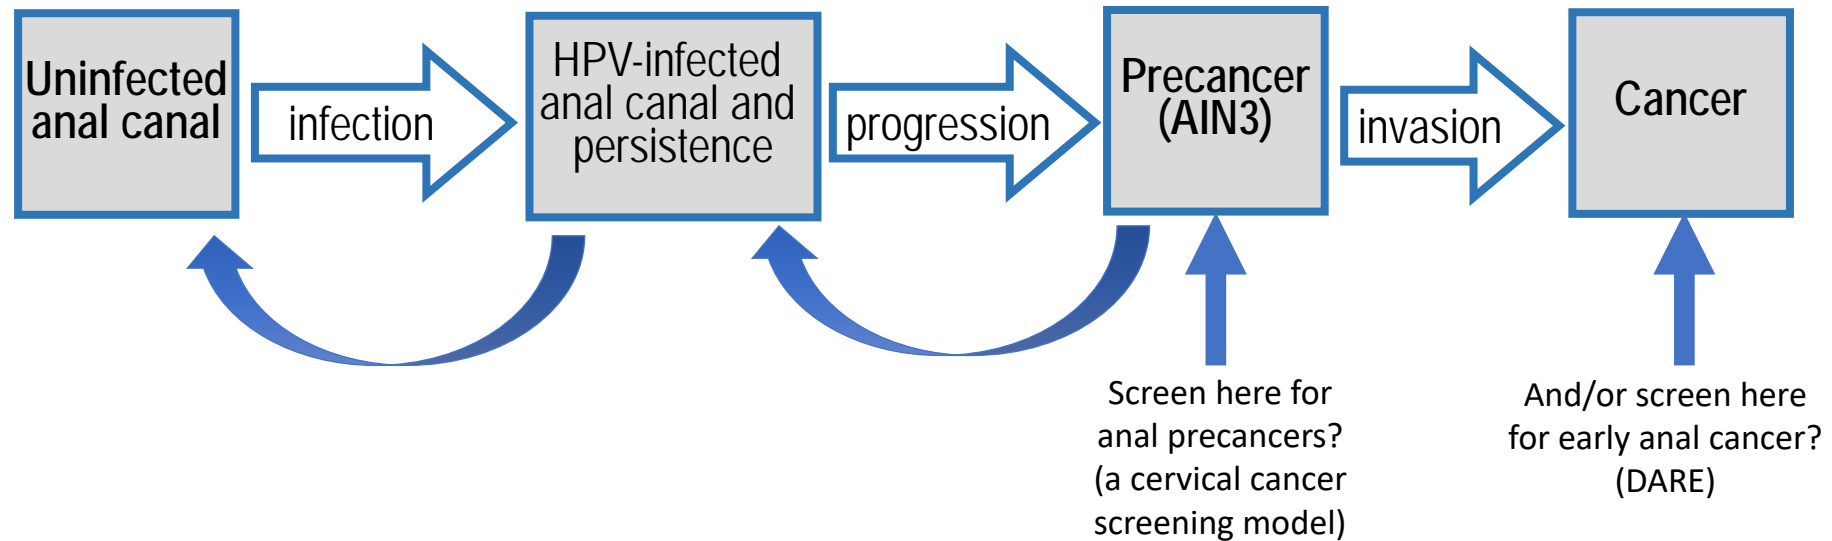 Uninfected
anal canal
infection
HPV-infected
anal canal and
persistence
progression
Precancer
(AIN3)
invasion
Cancer
Screen here for
anal precancers?
(a cervical cancer
screening model)
And/or screen here
for early anal cancer?
(DARE)